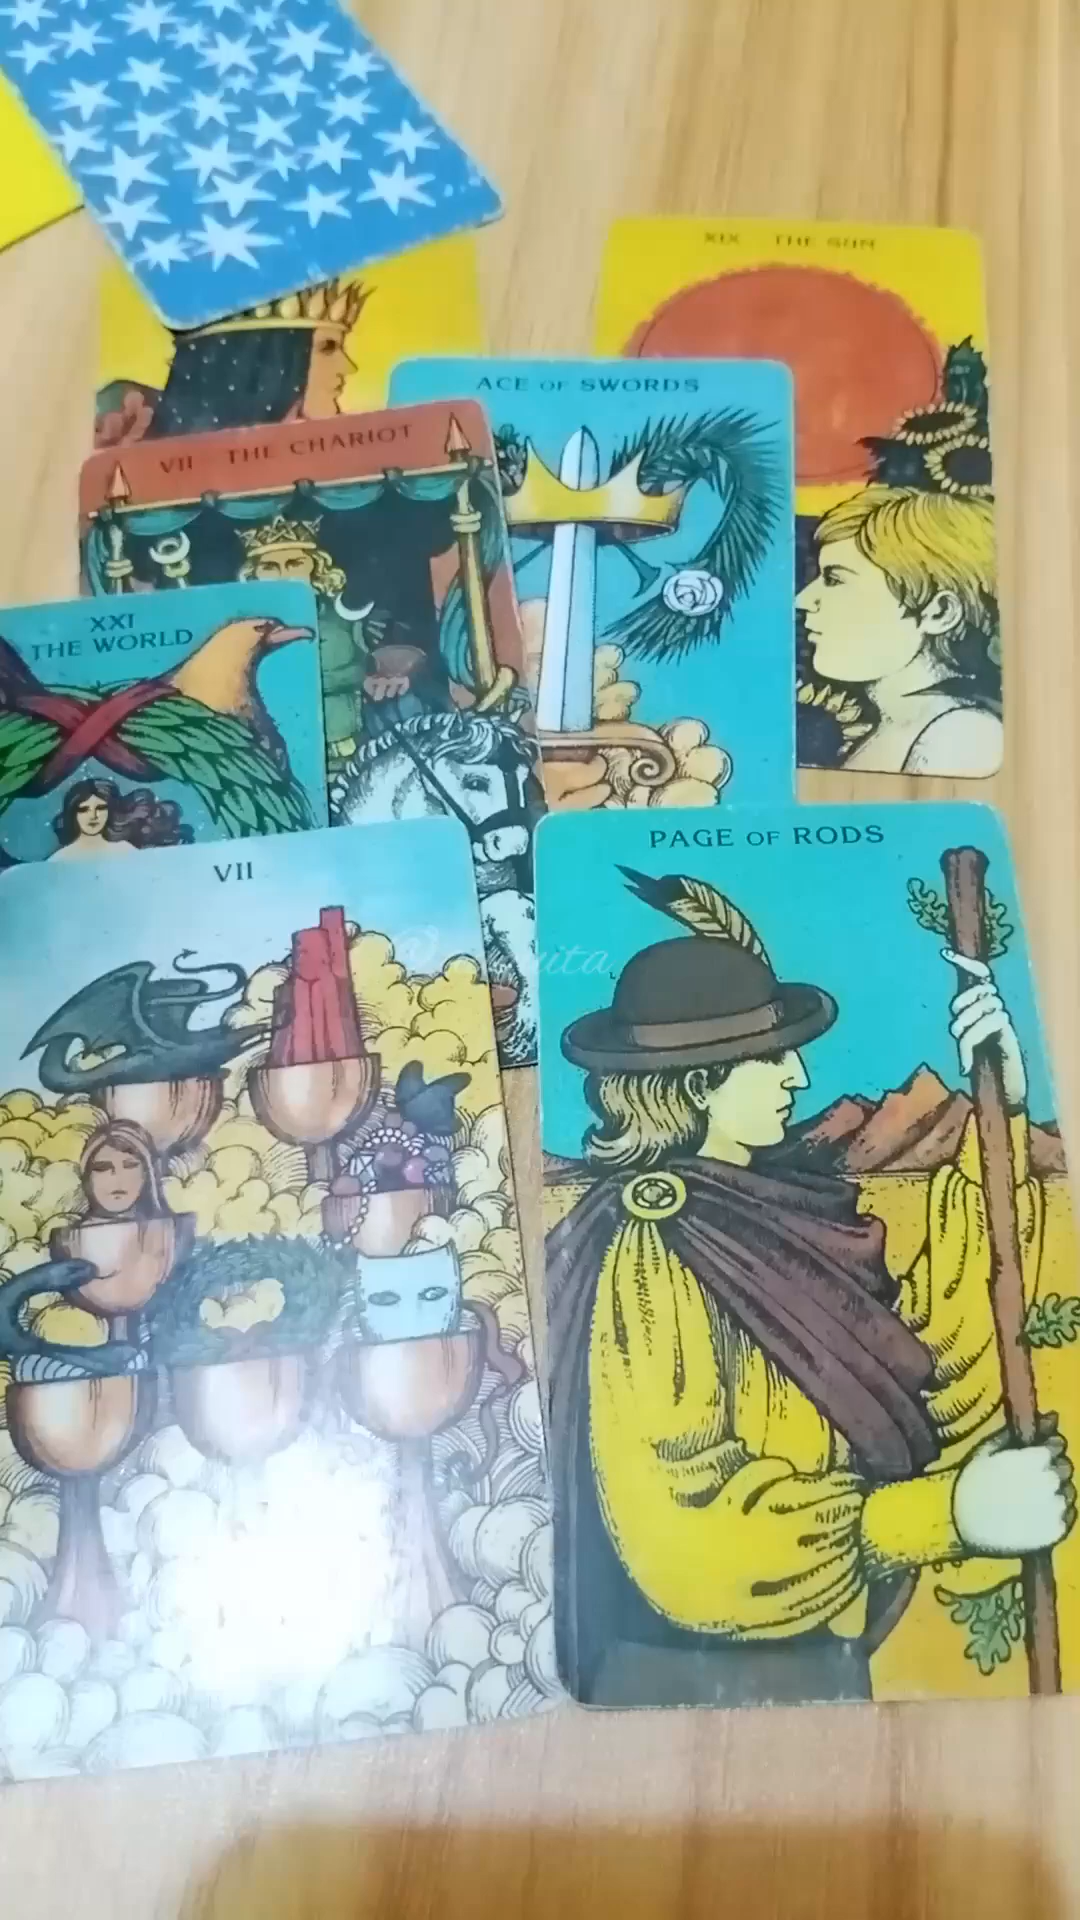 XIX THE SUN
ACE OF SWORDS
VII THE CHARIOT
XXI
THE WORLD
PAGE OF RODS
VII